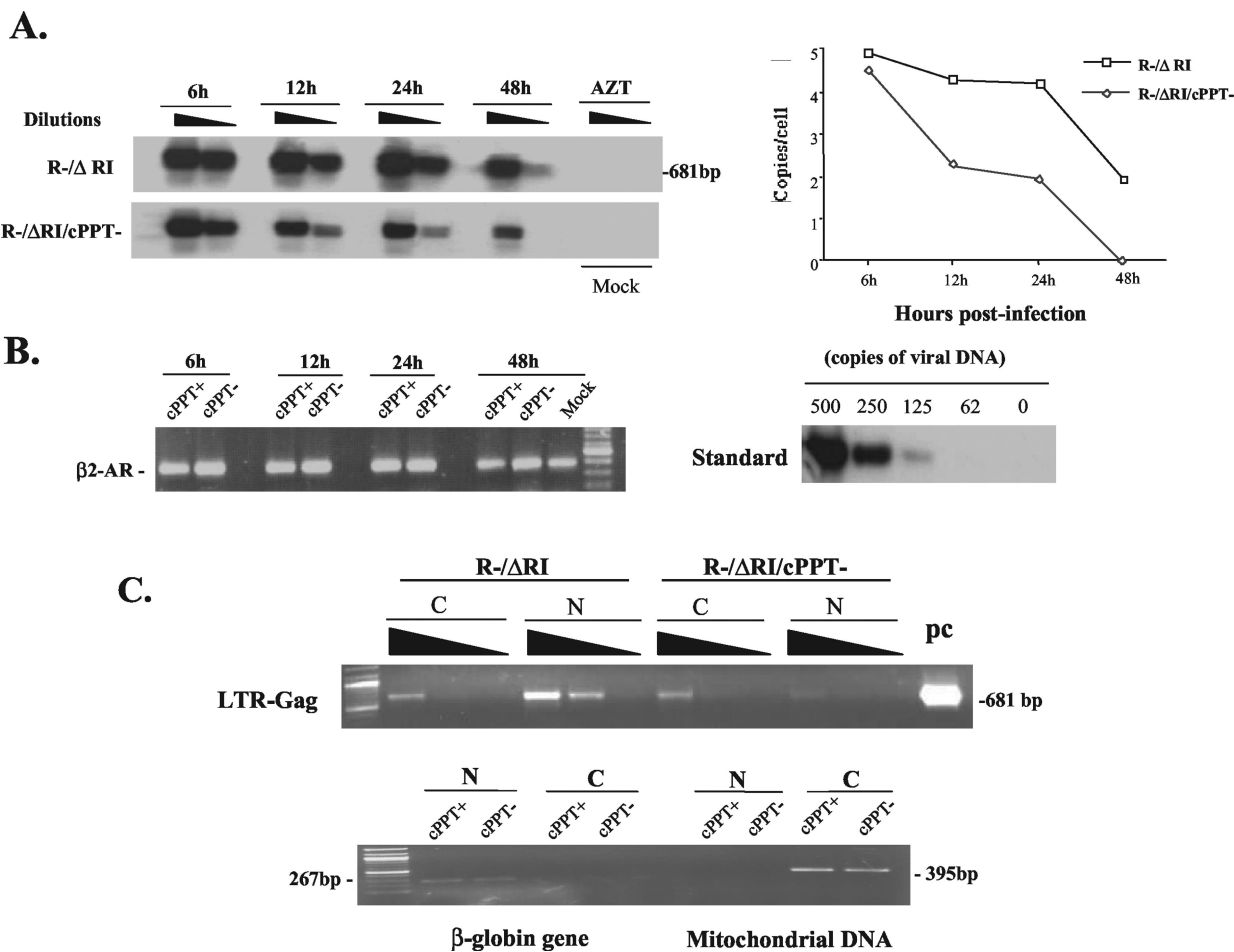 A.
6h 12h 24h 48h AZT
Dilutions
R-/Δ RI
-681bp
R-/ΔRI/cPPT-
Mock
5
4
3
2
1
0
Copies/cell
R-/Δ RI
R-/ΔRI/cPPT-
6h 12h 24h 48h
Hours post-infection
B.
6h 12h 24h 48h
cPPT+ cPPT- cPPT+ cPPT- cPPT+ cPPT- cPPT+ cPPT- Mock
β2-AR -
(copies of viral DNA)
500 250 125 62 0
Standard
C.
R-/ΔRI R-/ΔRI/cPPT-
C N C N pc
LTR-Gag
-681 bp
N C N C
cPPT+ cPPT- cPPT+ cPPT- cPPT+ cPPT- cPPT+ cPPT-
267bp -
- 395bp
β-globin gene Mitochondrial DNA